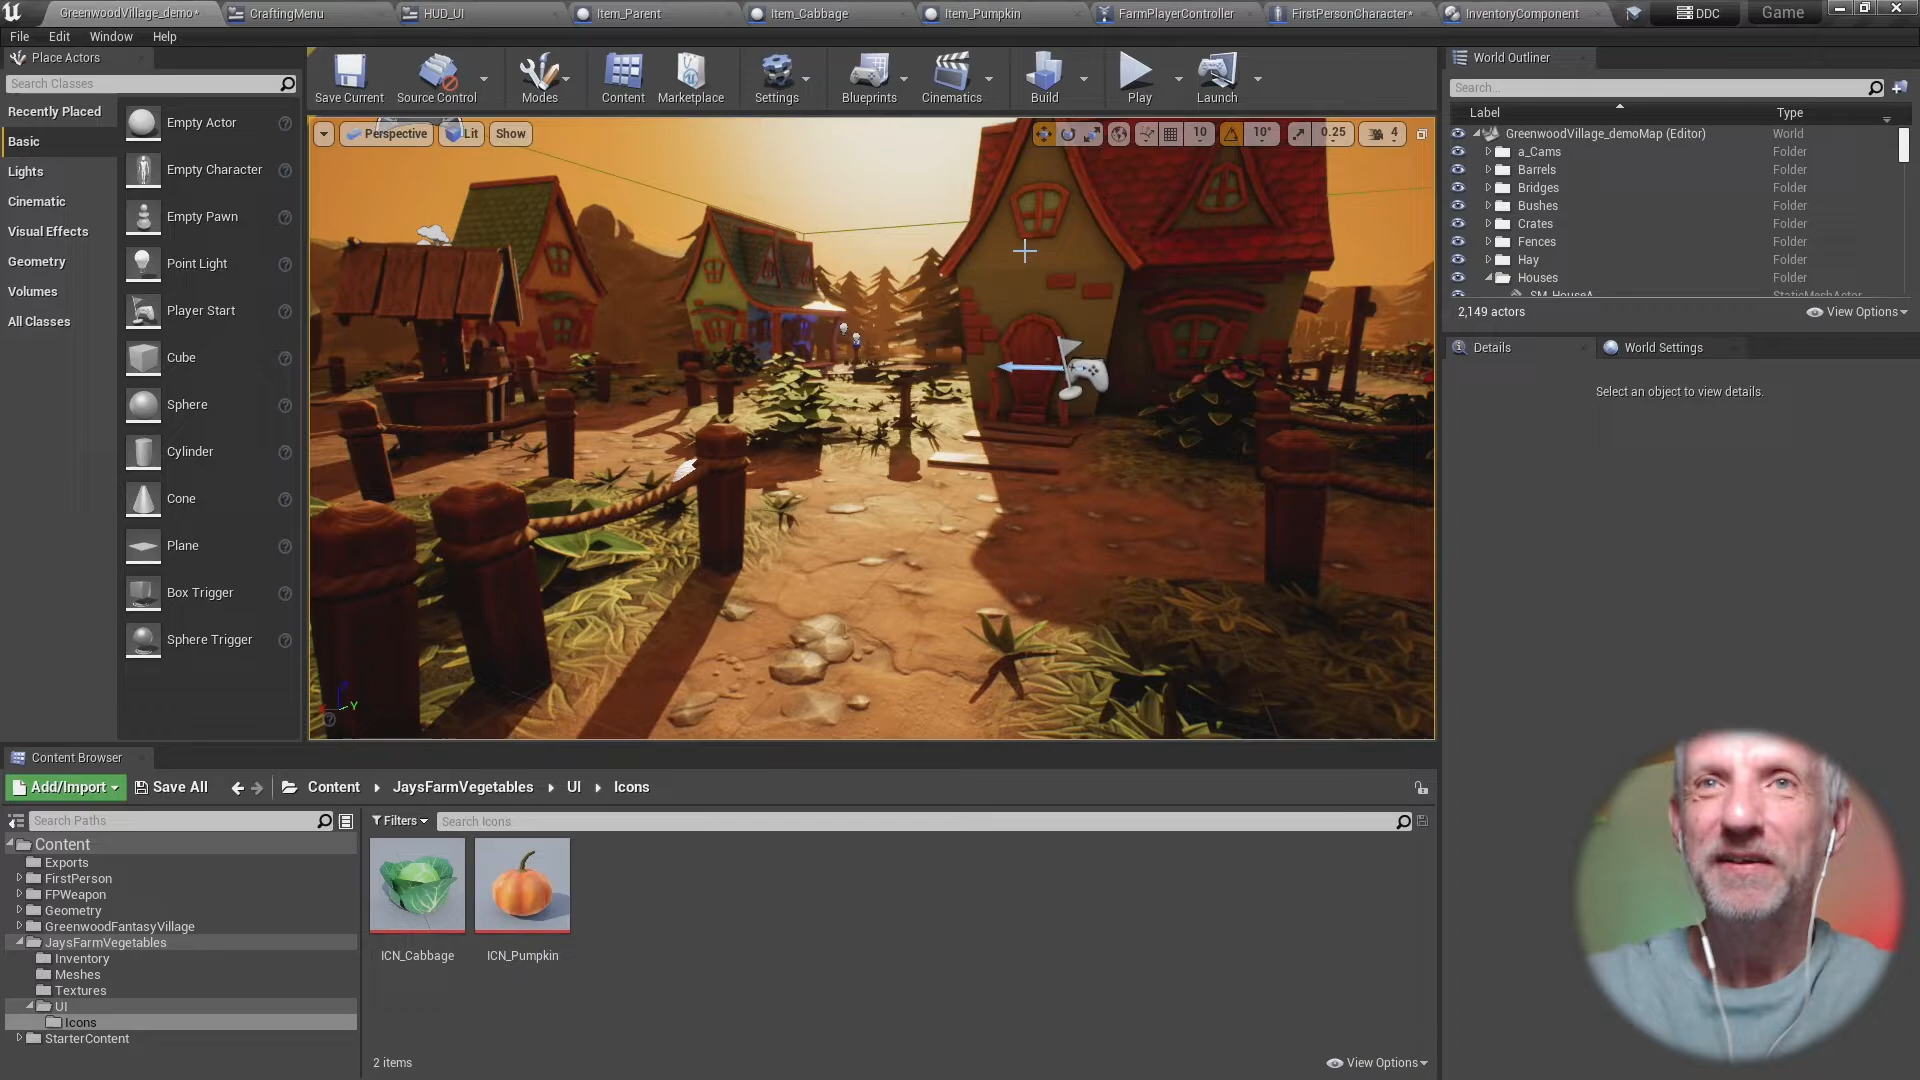 GreenwoodVillage_demo*
CraftingMenu
HUD_UI
Item_Parent
Item_Cabbage
Item_Pumpkin
FarmPlayerController
FirstPersonCharacter*
InventoryComponent
DDC
Game
File
Edit
Window
Help
Place Actors
Search Classes
Recently Placed
Basic
Lights
Cinematic
Visual Effects
Geometry
Volumes
All Classes
Empty Actor
Empty Character
Empty Pawn
Point Light
Player Start
Cube
Sphere
Cylinder
Cone
Plane
Box Trigger
Sphere Trigger
Save Current
Source Control
Modes
Content
Marketplace
Settings
Blueprints
Cinematics
Build
Play
Launch
Perspective
Lit
Show
10
10°
0.25
4
Y
World Outliner
Search...
Label
Type
GreenwoodVillage_demoMap (Editor)
World
a_Cams
Folder
Barrels
Folder
Bridges
Folder
Bushes
Folder
Crates
Folder
Fences
Folder
Hay
Folder
Houses
Folder
SM_HouseA
StaticMeshActor
2,149 actors
View Options
Details
World Settings
Select an object to view details.
Content Browser
Add/Import
Save All
Content
JaysFarmVegetables
UI
Icons
Search Paths
Filters
Search Icons
Content
Exports
FirstPerson
FPWeapon
Geometry
GreenwoodFantasyVillage
JaysFarmVegetables
Inventory
Meshes
Textures
UI
Icons
StarterContent
ICN_Cabbage
ICN_Pumpkin
2 items
View Options